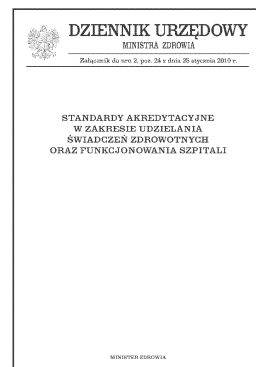 DZIENNIK URZĘDOWY
MINISTRA ZDROWIA
Załącznik do nru 2, poz. 24 z dnia 25 stycznia 2010 r.
STANDARDY AKREDYTACYJNE
W ZAKRESIE UDZIELANIA
ŚWIADCZEŃ ZDROWOTNYCH
ORAZ FUNKCJONOWANIA SZPITALI
MINISTER ZDROWIA